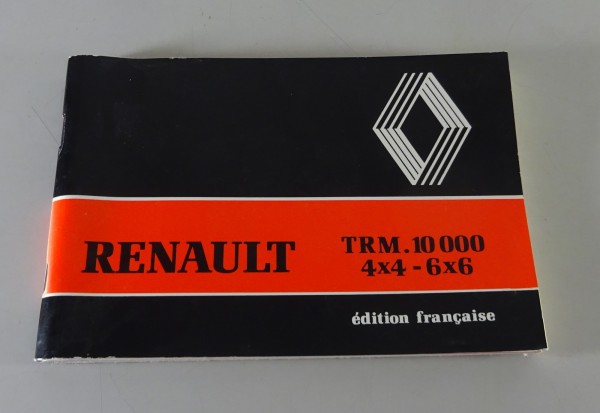 RENAULT
TRM.10 000
4x4 - 6x6
édition française